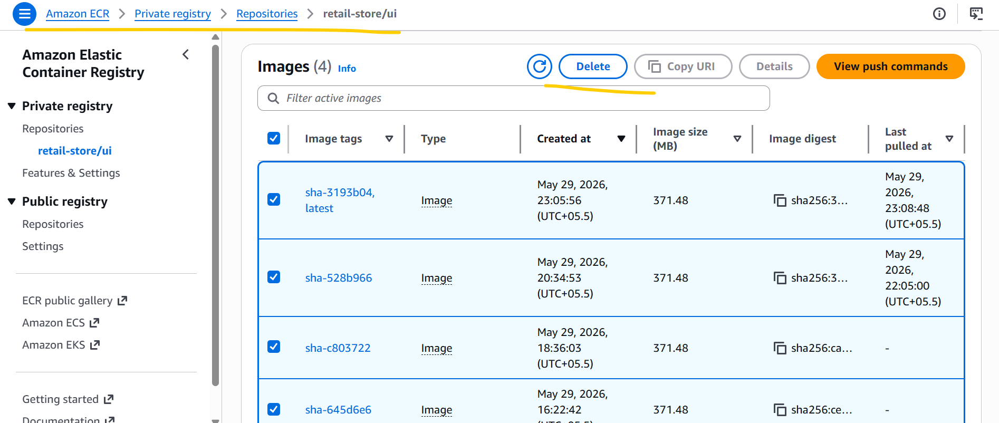 Amazon ECR > Private registry > Repositories > retail-store/ui
Amazon Elastic
Container Registry
Private registry
Repositories
retail-store/ui
Features & Settings
Public registry
Repositories
Settings
ECR public gallery
Amazon ECS
Amazon EKS
Getting started
Documentation
Images (4) Info
Delete
Copy URI
Details
View push commands
Filter active images
Image tags
Type
Created at
Image size
(MB)
Image digest
Last
pulled at
sha-3193b04,
latest
Image
May 29, 2026,
23:05:56
(UTC+05.5)
371.48
sha256:3...
May 29,
2026,
23:08:48
(UTC+05.5)
sha-528b966
Image
May 29, 2026,
20:34:53
(UTC+05.5)
371.48
sha256:3...
May 29,
2026,
22:05:00
(UTC+05.5)
sha-c803722
Image
May 29, 2026,
18:36:03
(UTC+05.5)
371.48
sha256:ca...
-
sha-645d6e6
Image
May 29, 2026,
16:22:42
(UTC+05.5)
371.48
sha256:ce...
-